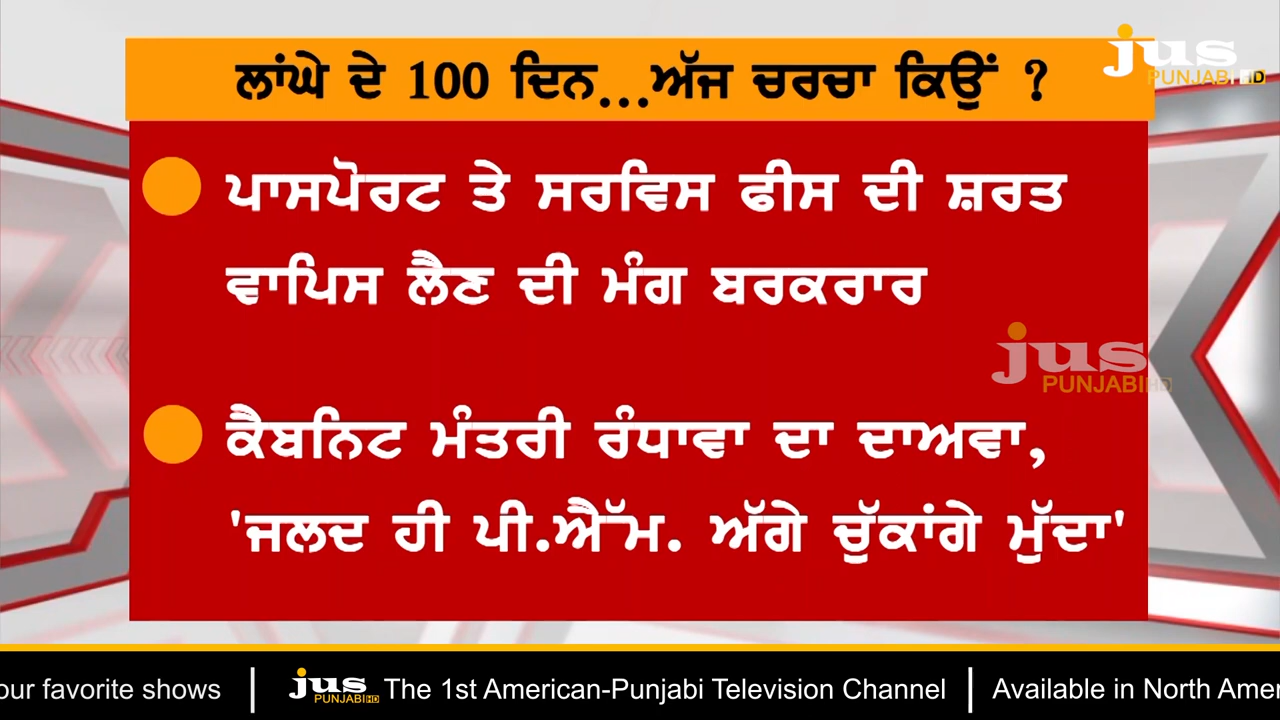 jus
PUNJABI HD
ਲਾਂਘੇ ਦੇ 100 ਦਿਨ...ਅੱਜ ਚਰਚਾ ਕਿਉਂ ?
ਪਾਸਪੋਰਟ ਤੇ ਸਰਵਿਸ ਫੀਸ ਦੀ ਸ਼ਰਤ
ਵਾਪਿਸ ਲੈਣ ਦੀ ਮੰਗ ਬਰਕਰਾਰ
jus
PUNJABI HD
ਕੈਬਨਿਟ ਮੰਤਰੀ ਰੰਧਾਵਾ ਦਾ ਦਾਅਵਾ,
'ਜਲਦ ਹੀ ਪੀ.ਐੱਮ. ਅੱਗੇ ਚੁੱਕਾਂਗੇ ਮੁੱਦਾ'
our favorite shows | jus PUNJABI HD The 1st American-Punjabi Television Channel | Available in North Amer